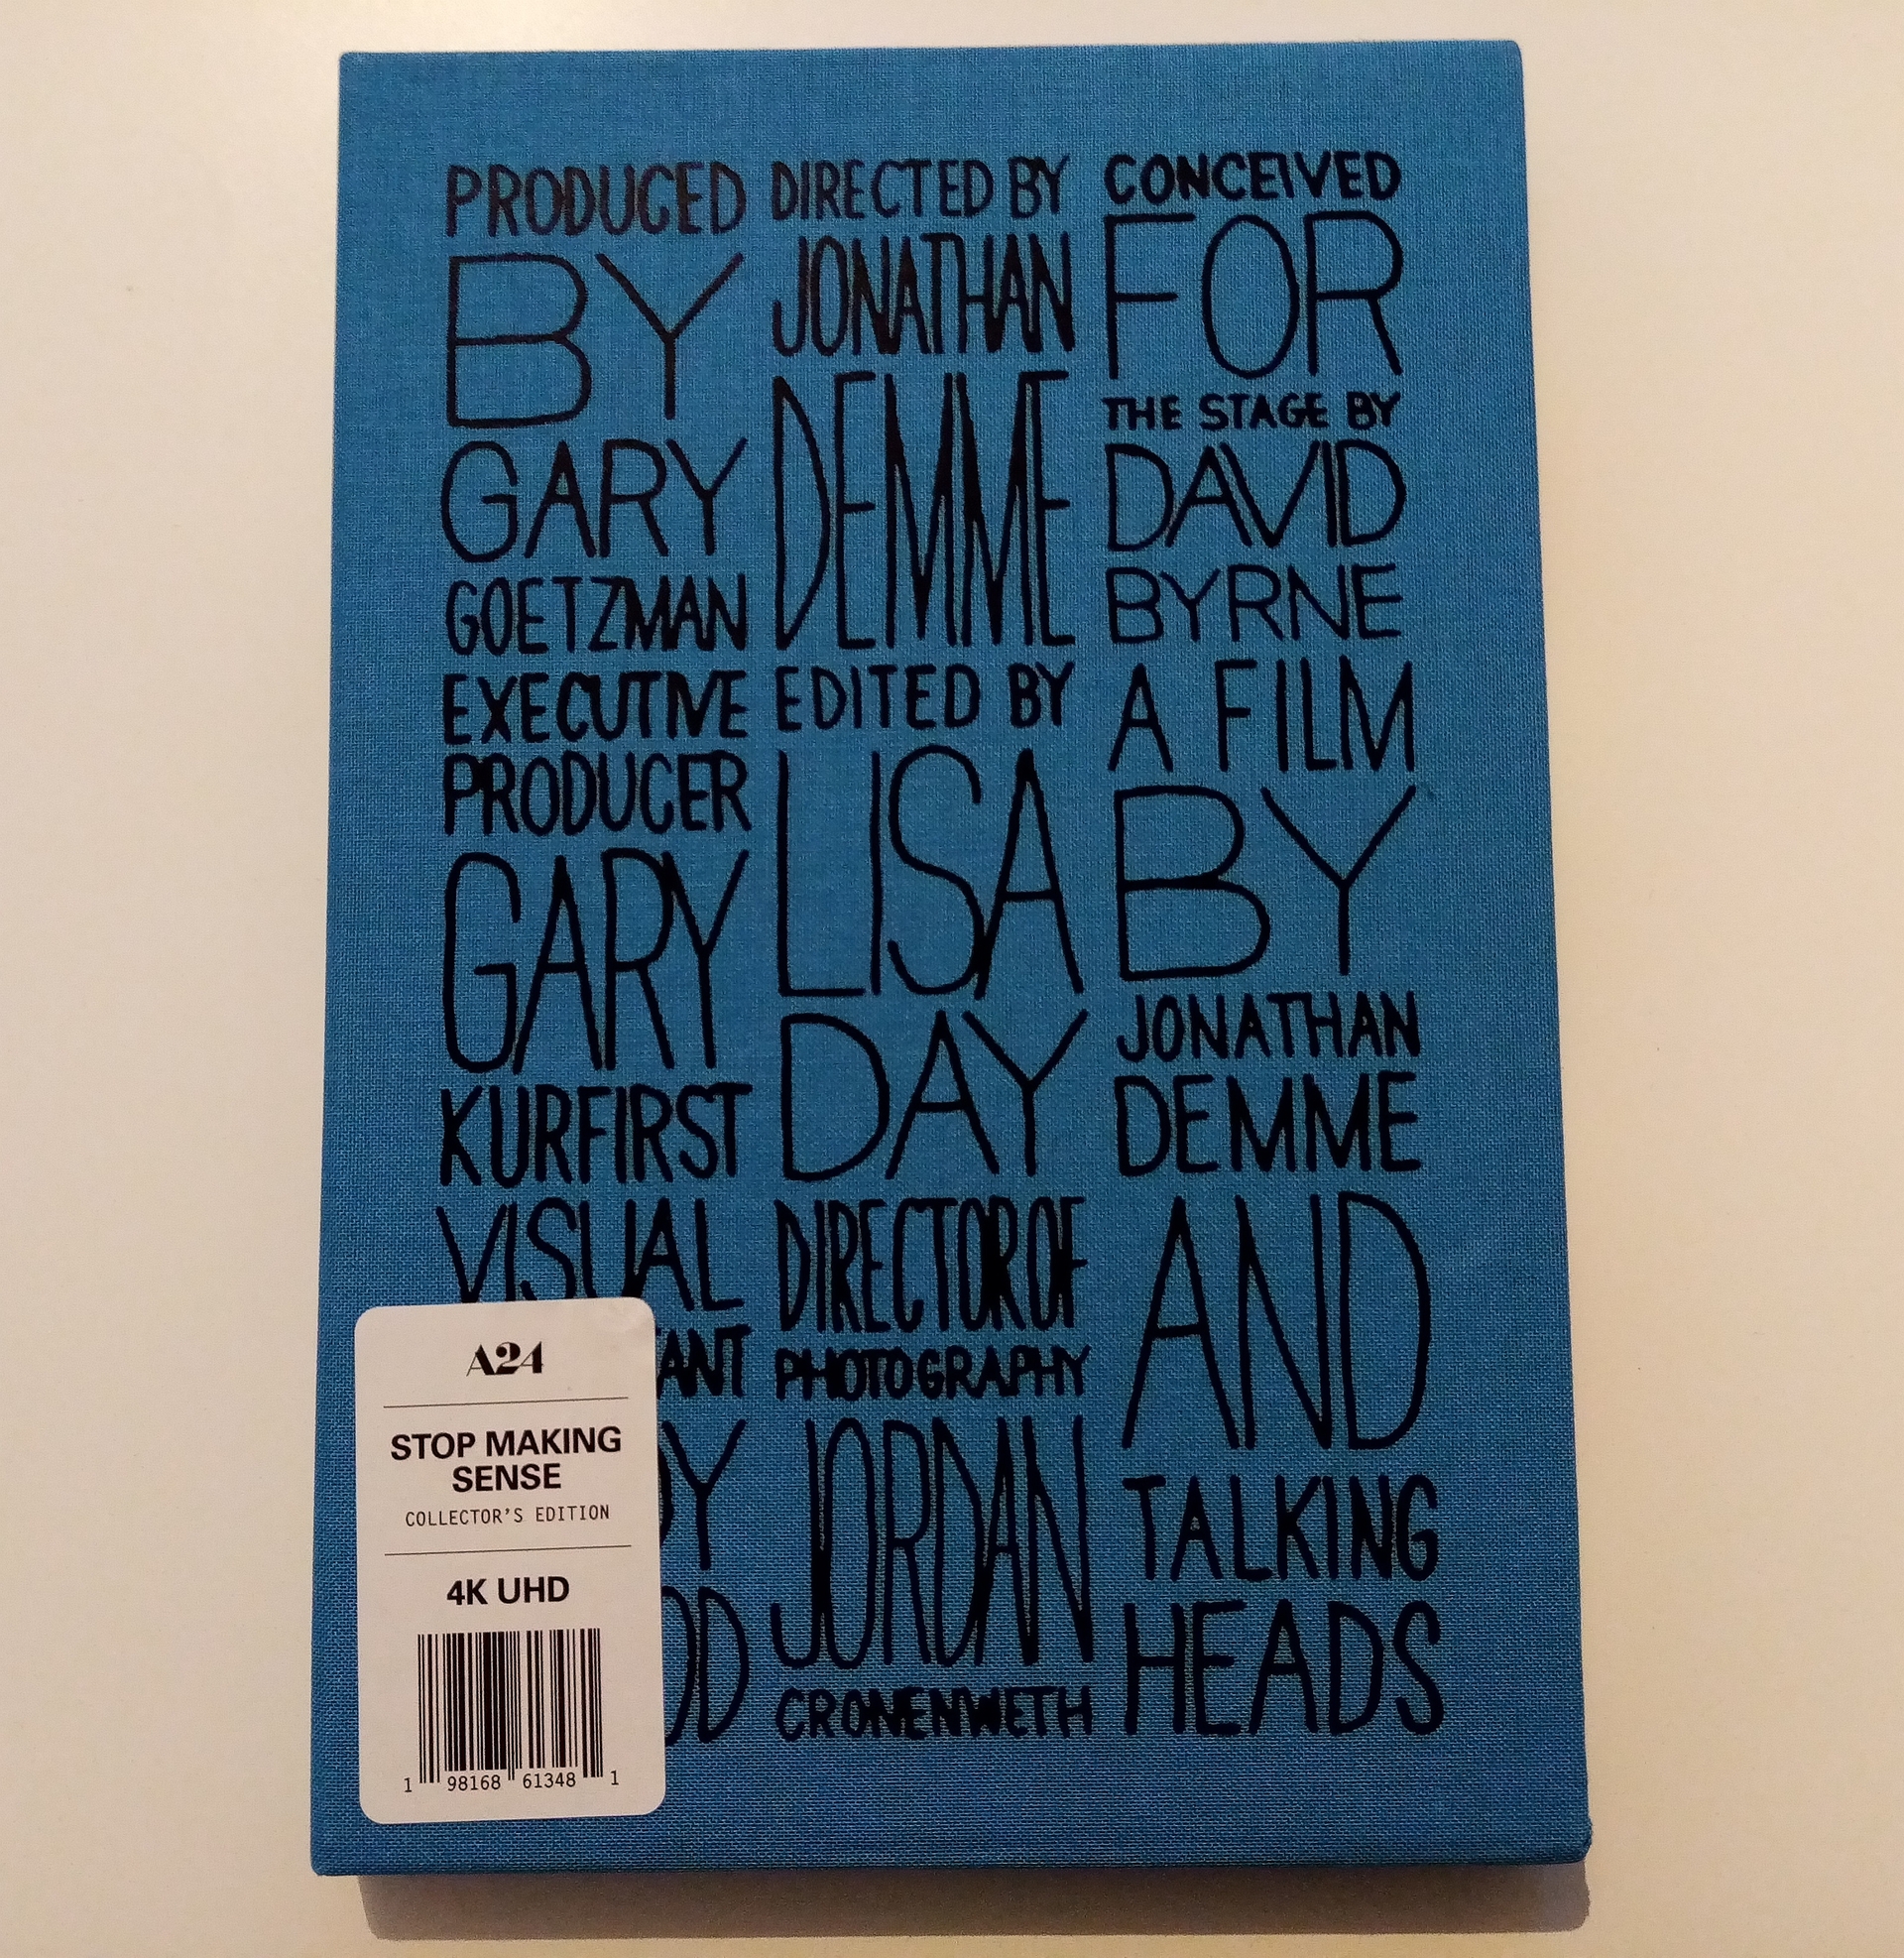 PRODUCED
BY
GARY
GOETZMAN
EXECUTIVE
PRODUCER
GARY
KURFIRST
VISUAL
DIRECTED BY
JONATHAN
DEMME
EDITED BY
LISA
DAY
DIRECTOR OF
PHOTOGRAPHY
JORDAN
CRONENWETH
CONCEIVED
FOR
THE STAGE BY
DAVID
BYRNE
A FILM
BY
JONATHAN
DEMME
AND
TALKING
HEADS
A24
STOP MAKING
SENSE
COLLECTOR'S EDITION
4K UHD
1 98168 61348 1